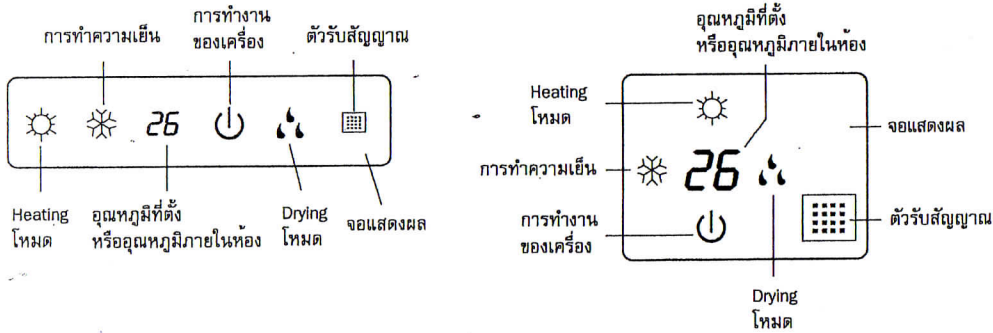 การทำความเย็น
การทำงาน
ของเครื่อง
ตัวรับสัญญาณ
26
Heating
โหมด
อุณหภูมิที่ตั้ง
หรืออุณหภูมิภายในห้อง
Drying
โหมด
จอแสดงผล
อุณหภูมิที่ตั้ง
หรืออุณหภูมิภายในห้อง
Heating
โหมด
จอแสดงผล
การทำความเย็น
26
การทำงาน
ของเครื่อง
ตัวรับสัญญาณ
Drying
โหมด